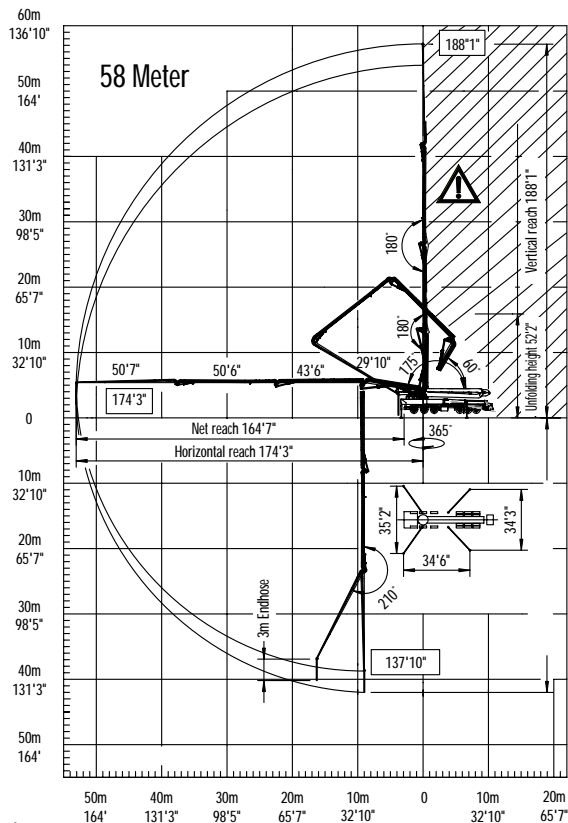 60m
136'10"
50m
164'
40m
131'3"
30m
98'5"
20m
65'7"
10m
32'10"
0
10m
32'10"
20m
65'7"
30m
98'5"
40m
131'3"
50m
164'
58 Meter
188"1"
Vertical reach 188'1"
Unfolding height 52'2"
180°
180°
175°
60°
50'7"
50'6"
43'6"
29'10"
174'3"
Net reach 164'7"
Horizontal reach 174'3"
365°
35'2"
34'3"
34'6"
210°
3m Endhose
137'10"
50m
164'
40m
131'3"
30m
98'5"
20m
65'7"
10m
32'10"
0
10m
32'10"
20m
65'7"